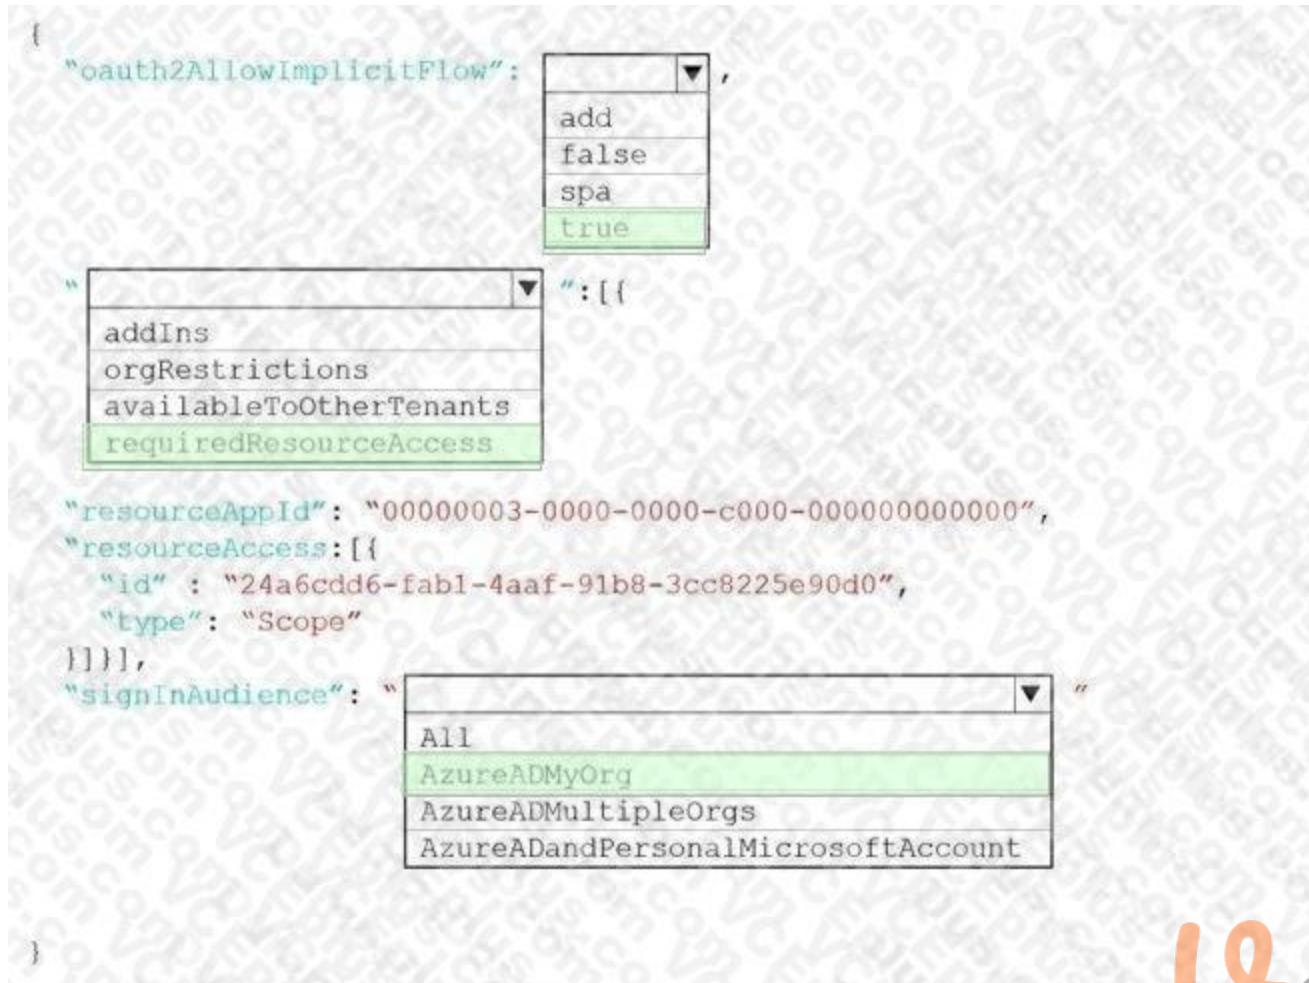 {
"oauth2AllowImplicitFlow": ▼ ,
add
false
spa
true
" ▼ ":[{
addIns
orgRestrictions
availableToOtherTenants
requiredResourceAccess
"resourceAppId": "00000003-0000-0000-c000-000000000000",
"resourceAccess:[{
"id" : "24a6cdd6-fab1-4aaf-91b8-3cc8225e90d0",
"type": "Scope"
}]}],
"signInAudience": " ▼ "
All
AzureADMyOrg
AzureADMultipleOrgs
AzureADandPersonalMicrosoftAccount
}